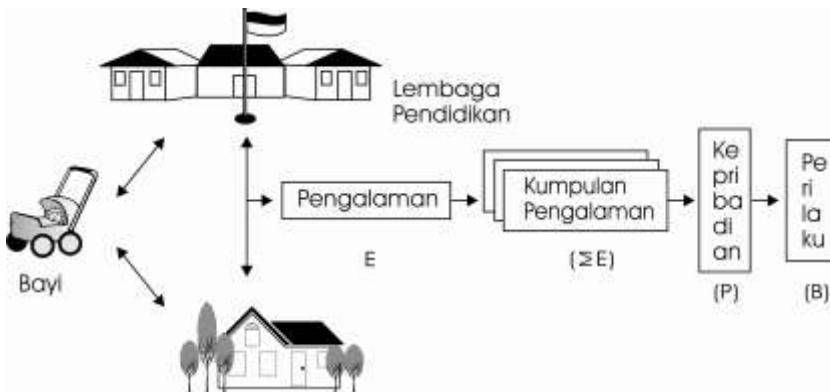 Lembaga
Pendidikan
Pengalaman
E
Kumpulan
Pengalaman
(ΣE)
Ke
pri
ba
di
an
(P)
Pe
ri
la
ku
(B)
Bayi